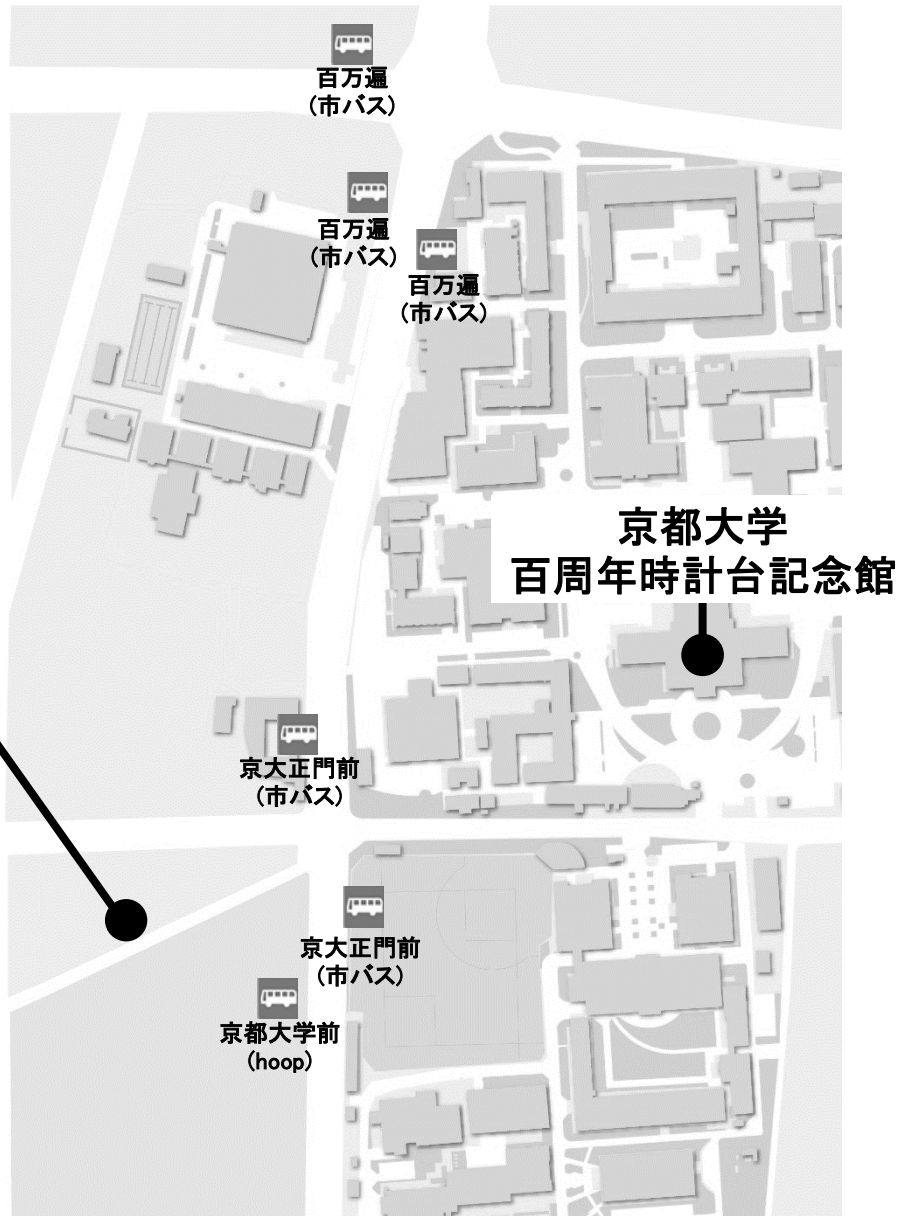 百万遍
(市バス)
百万遍
(市バス)
百万遍
(市バス)
京都大学
百周年時計台記念館
京大正門前
(市バス)
京大正門前
(市バス)
京都大学前
(hoop)